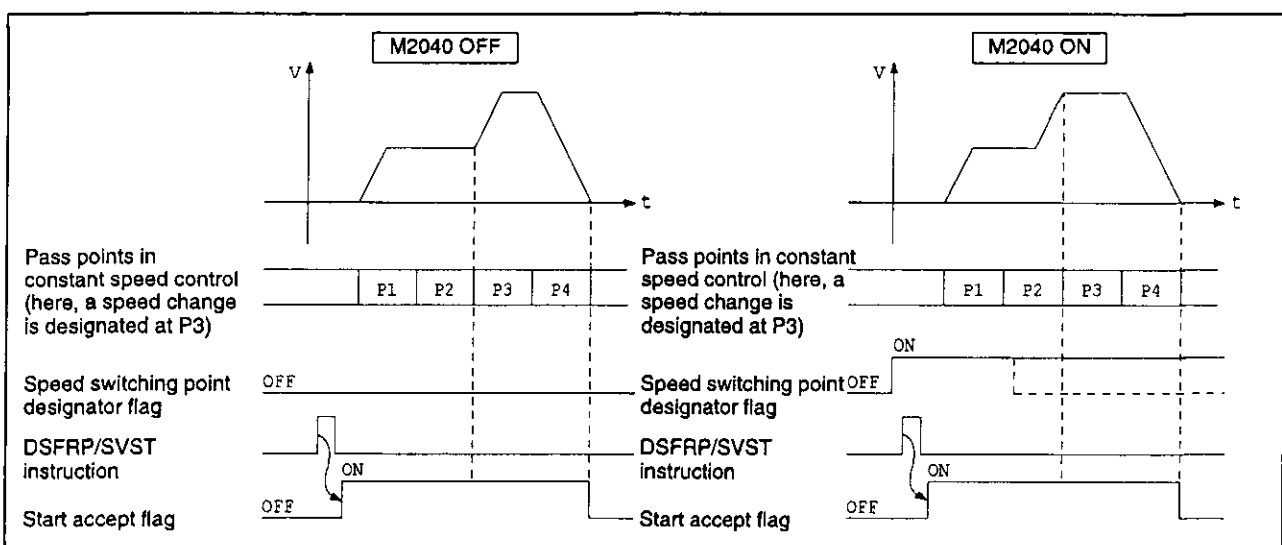 M2040 OFF
V
t
Pass points in
constant speed control
(here, a speed change
is designated at P3)
P1 P2 P3 P4
Speed switching point
designator flag
OFF
DSFRP/SVST
instruction
ON
OFF
Start accept flag
M2040 ON
V
t
Pass points in constant
speed control (here, a
speed change is
designated at P3)
P1 P2 P3 P4
ON
Speed switching point
designator flag
OFF
DSFRP/SVST
instruction
ON
OFF
Start accept flag